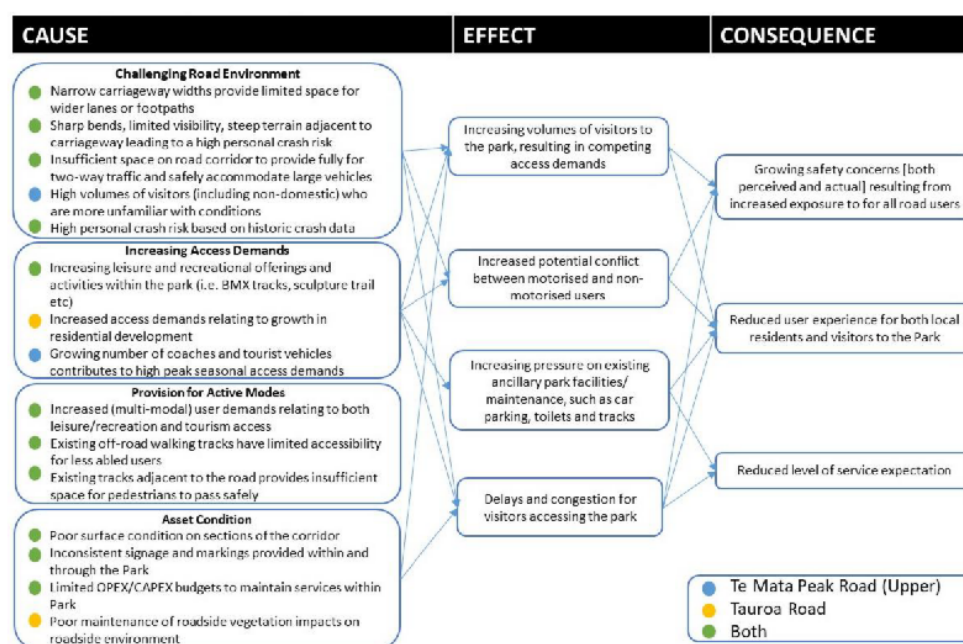 CAUSE
EFFECT
CONSEQUENCE
Challenging Road Environment
Narrow carriageway widths provide limited space for
wider lanes or footpaths
Sharp bends, limited visibility, steep terrain adjacent to
carriageway leading to a high personal crash risk
Insufficient space on road corridor to provide fully for
two-way traffic and safely accommodate large vehicles
High volumes of visitors (including non-domestic) who
are more unfamiliar with conditions
High personal crash risk based on historic crash data
Increasing Access Demands
Increasing leisure and recreational offerings and
activities within the park (i.e. BMX tracks, sculpture trail
etc)
Increased access demands relating to growth in
residential development
Growing number of coaches and tourist vehicles
contributes to high peak seasonal access demands
Provision for Active Modes
Increased (multi-modal) user demands relating to both
leisure/recreation and tourism access
Existing off-road walking tracks have limited accessibility
for less abled users
Existing tracks adjacent to the road provides insufficient
space for pedestrians to pass safely
Asset Condition
Poor surface condition on sections of the corridor
Inconsistent signage and markings provided within and
through the Park
Limited OPEX/CAPEX budgets to maintain services within
Park
Poor maintenance of roadside vegetation impacts on
roadside environment
Increasing volumes of visitors to
the park, resulting in competing
access demands
Increased potential conflict
between motorised and non-
motorised users
Increasing pressure on existing
ancillary park facilities/
maintenance, such as car
parking, toilets and tracks
Delays and congestion for
visitors accessing the park
Growing safety concerns [both
perceived and actual] resulting from
increased exposure to for all road users
Reduced user experience for both local
residents and visitors to the Park
Reduced level of service expectation
Te Mata Peak Road (Upper)
Tauroa Road
Both